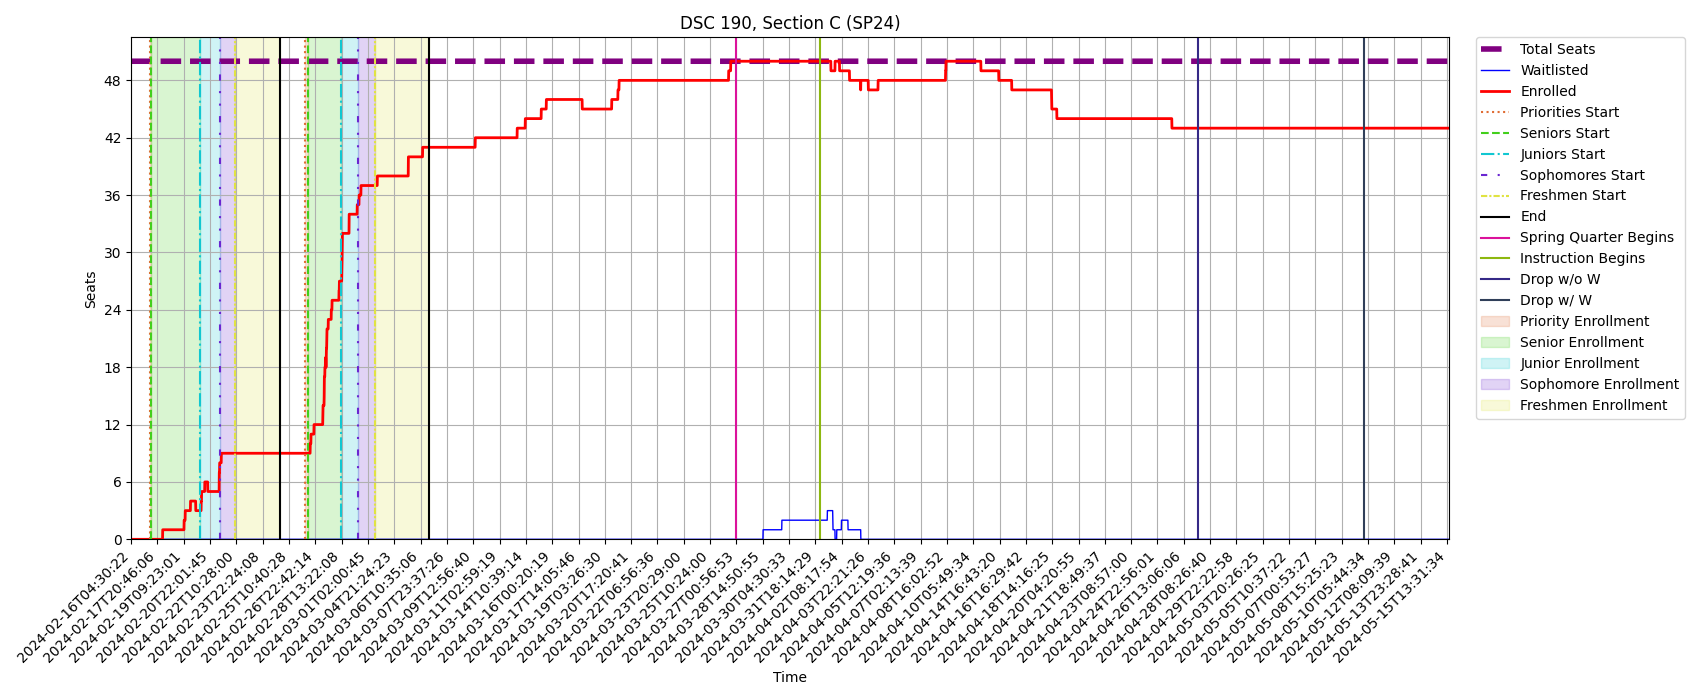 DSC 190, Section C (SP24)
Seats
48
42
36
30
24
18
12
6
0
2024-02-16T04:30:22
2024-02-17T20:46:06
2024-02-19T09:23:01
2024-02-20T22:01:45
2024-02-22T10:28:00
2024-02-23T22:24:08
2024-02-25T10:40:28
2024-02-26T22:42:14
2024-02-28T13:22:08
2024-03-01T02:00:45
2024-03-04T21:24:23
2024-03-06T10:35:06
2024-03-07T23:37:26
2024-03-09T12:56:40
2024-03-11T02:59:19
2024-03-14T10:39:14
2024-03-16T00:20:19
2024-03-17T14:05:46
2024-03-19T03:26:30
2024-03-20T17:20:41
2024-03-22T06:56:36
2024-03-23T20:29:00
2024-03-25T10:24:00
2024-03-27T00:56:53
2024-03-28T14:50:55
2024-03-30T04:30:33
2024-03-31T18:14:29
2024-04-02T08:17:54
2024-04-03T22:21:26
2024-04-05T12:19:36
2024-04-07T02:13:39
2024-04-08T16:02:52
2024-04-10T05:49:34
2024-04-14T16:43:20
2024-04-16T16:29:42
2024-04-18T14:16:25
2024-04-20T04:20:55
2024-04-21T18:49:37
2024-04-23T08:57:00
2024-04-24T22:56:01
2024-04-26T13:06:06
2024-04-28T08:26:40
2024-04-29T22:22:58
2024-05-03T20:26:25
2024-05-05T10:37:22
2024-05-07T00:53:27
2024-05-08T15:25:23
2024-05-10T05:44:34
2024-05-12T08:09:39
2024-05-13T23:28:41
2024-05-15T13:31:34
Time
Total Seats
Waitlisted
Enrolled
Priorities Start
Seniors Start
Juniors Start
Sophomores Start
Freshmen Start
End
Spring Quarter Begins
Instruction Begins
Drop w/o W
Drop w/ W
Priority Enrollment
Senior Enrollment
Junior Enrollment
Sophomore Enrollment
Freshmen Enrollment